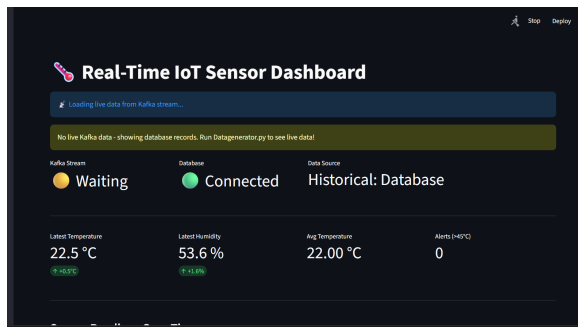 Stop Deploy
Real-Time IoT Sensor Dashboard
Loading live data from Kafka stream...
No live Kafka data - showing database records. Run Datagenerator.py to see live data!
Kafka Stream Database Data Source
Waiting Connected Historical: Database
Latest Temperature Latest Humidity Avg Temperature Alerts (>45°C)
22.5 °C 53.6 % 22.00 °C 0
↑ +0.5°C ↑ +1.6%